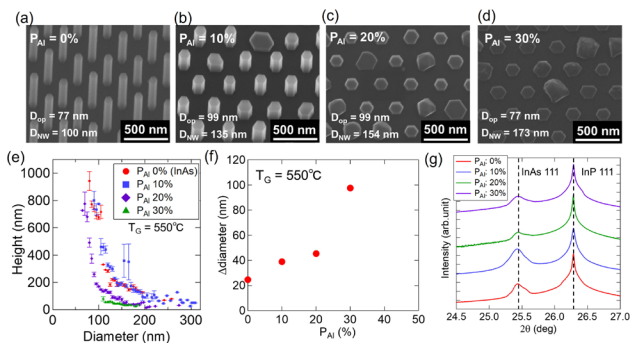 (a)
P_Al = 0%
D_op = 77 nm
D_NW = 100 nm
500 nm
(b)
P_Al = 10%
D_op = 99 nm
D_NW = 135 nm
500 nm
(c)
P_Al = 20%
D_op = 99 nm
D_NW = 154 nm
500 nm
(d)
P_Al = 30%
D_op = 77 nm
D_NW = 173 nm
500 nm
(e)
P_Al 0% (InAs)
P_Al 10%
P_Al 20%
P_Al 30%
T_G = 550℃
Height (nm)
1000
800
600
400
200
0
0 100 200 300
Diameter (nm)
(f)
T_G = 550℃
Δdiameter (nm)
120
100
80
60
40
20
0
0 10 20 30 40 50
P_Al (%)
(g)
P_Al: 0%
P_Al: 10%
P_Al: 20%
P_Al: 30%
InAs 111
InP 111
Intensity (arb.unit)
24.5 25.0 25.5 26.0 26.5 27.0
2θ (deg)